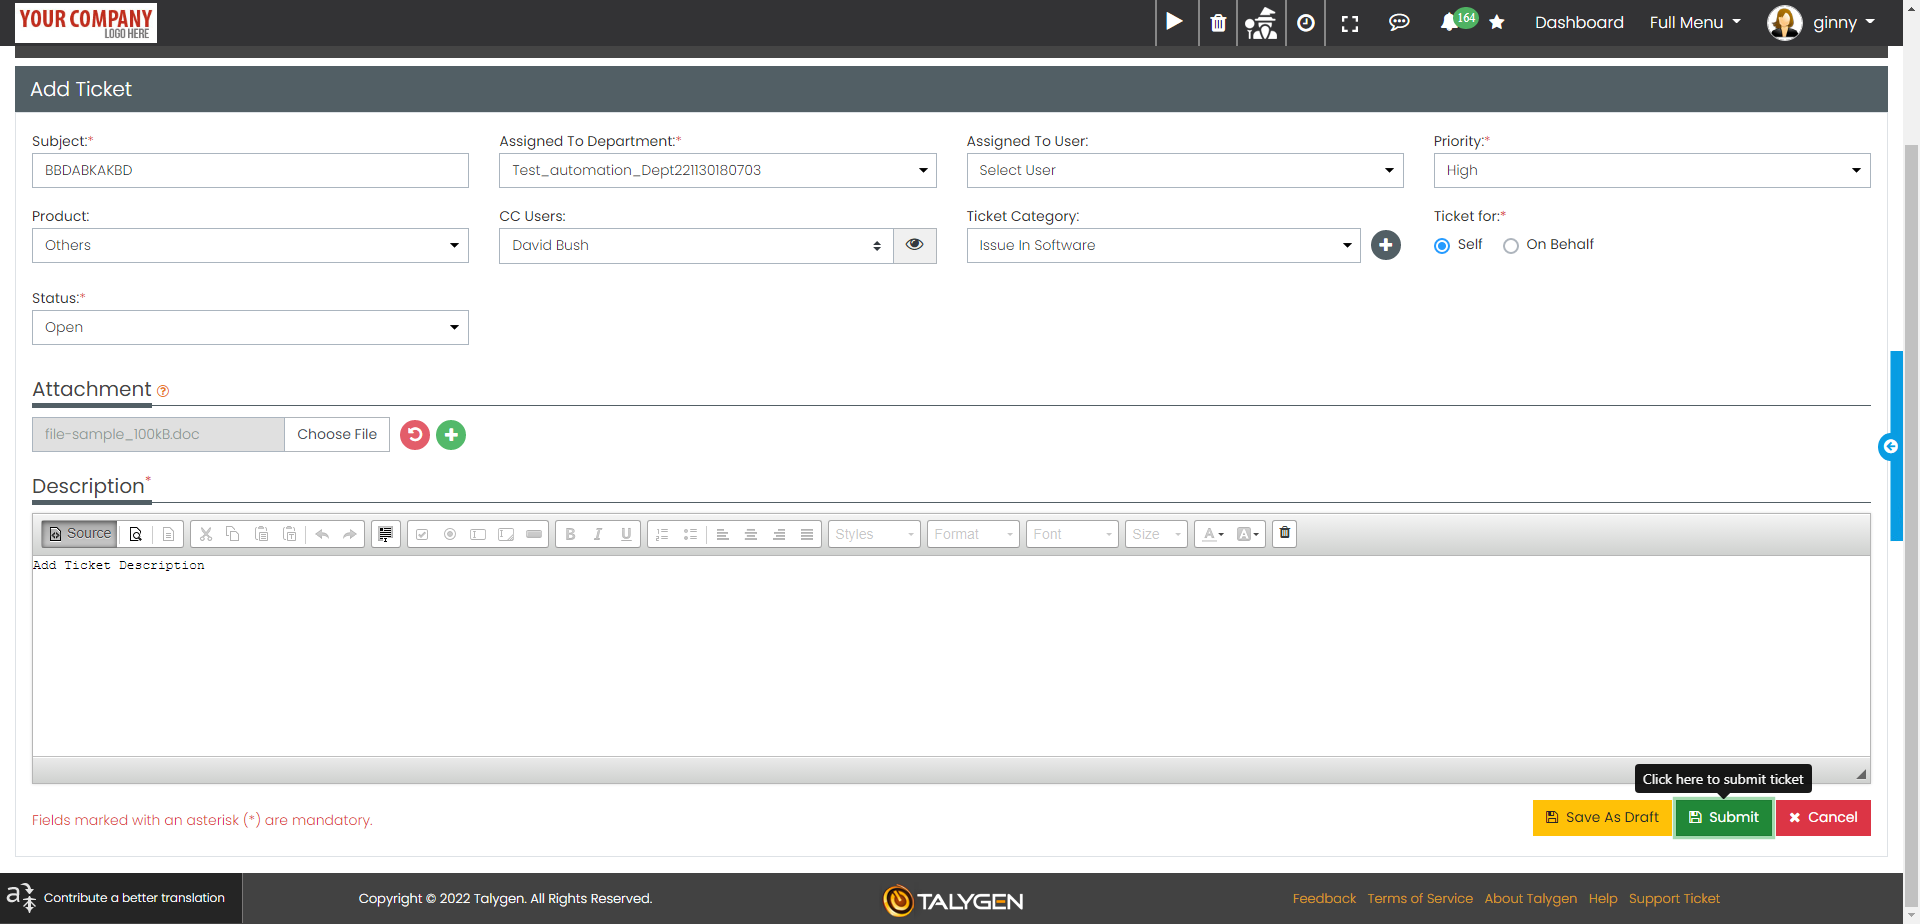 YOUR COMPANY
LOGO HERE
164
Dashboard
Full Menu
ginny
Add Ticket
Subject:*
Assigned To Department:*
Assigned To User:
Priority:*
BBDABKAKBD
Test_automation_Dept221130180703
Select User
High
Product:
CC Users:
Ticket Category:
Ticket for:*
Others
David Bush
Issue In Software
Self
On Behalf
Status:*
Open
Attachment ?
file-sample_100kB.doc
Choose File
Description*
Source
B I U
Styles
Format
Font
Size
A
A
Add Ticket Description
Click here to submit ticket
Fields marked with an asterisk (*) are mandatory.
Save As Draft
Submit
Cancel
Contribute a better translation
Copyright © 2022 Talygen. All Rights Reserved.
TALYGEN
Feedback
Terms of Service
About Talygen
Help
Support Ticket